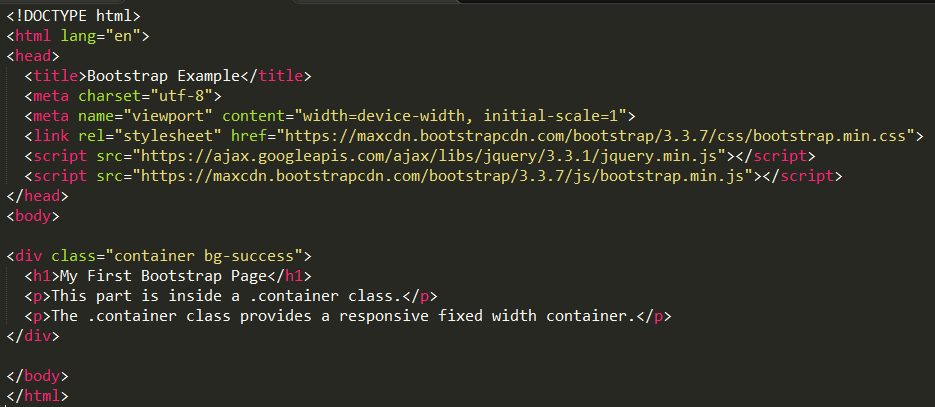 <!DOCTYPE html>
<html lang="en">
<head>
  <title>Bootstrap Example</title>
  <meta charset="utf-8">
  <meta name="viewport" content="width=device-width, initial-scale=1">
  <link rel="stylesheet" href="https://maxcdn.bootstrapcdn.com/bootstrap/3.3.7/css/bootstrap.min.css">
  <script src="https://ajax.googleapis.com/ajax/libs/jquery/3.3.1/jquery.min.js"></script>
  <script src="https://maxcdn.bootstrapcdn.com/bootstrap/3.3.7/js/bootstrap.min.js"></script>
</head>
<body>

<div class="container bg-success">
  <h1>My First Bootstrap Page</h1>
  <p>This part is inside a .container class.</p>
  <p>The .container class provides a responsive fixed width container.</p>
</div>

</body>
</html>